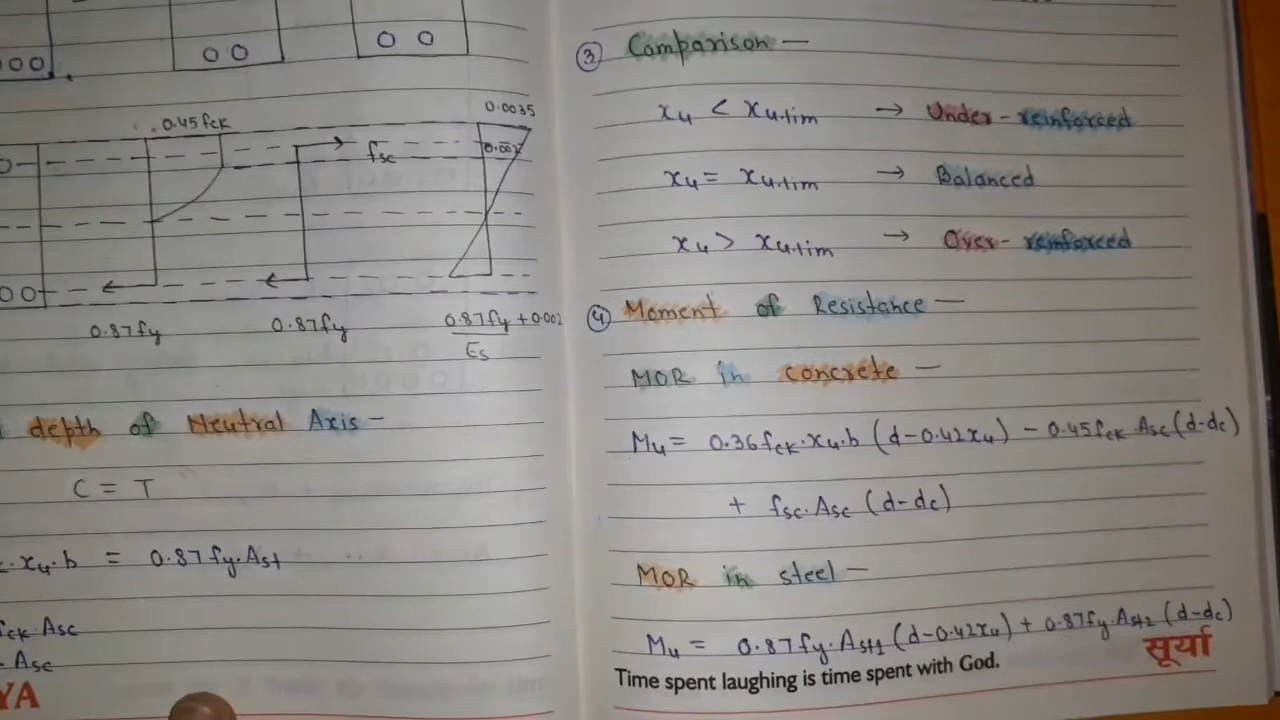 0.45fck
0.0035
fsc
0.002
0.87fy
0.87fy
0.87fy + 0.002
Es
depth of Neutral Axis -
C = T
xu.b = 0.87fy.Ast
fck.Asc
Asc
YA
③ Comparison —
xu < xu.lim → Under-reinforced
xu = xu.lim → Balanced
xu > xu.lim → Over-reinforced
④ Moment of Resistance —
MOR in concrete —
Mu = 0.36fck.xu.b (d-0.42xu) - 0.45fck Asc (d-dc)
+ fsc.Asc (d-dc)
MOR in steel —
Mu = 0.87fy.Ast1 (d-0.42xu) + 0.87fy.Ast2 (d-dc)
सूर्या
Time spent laughing is time spent with God.